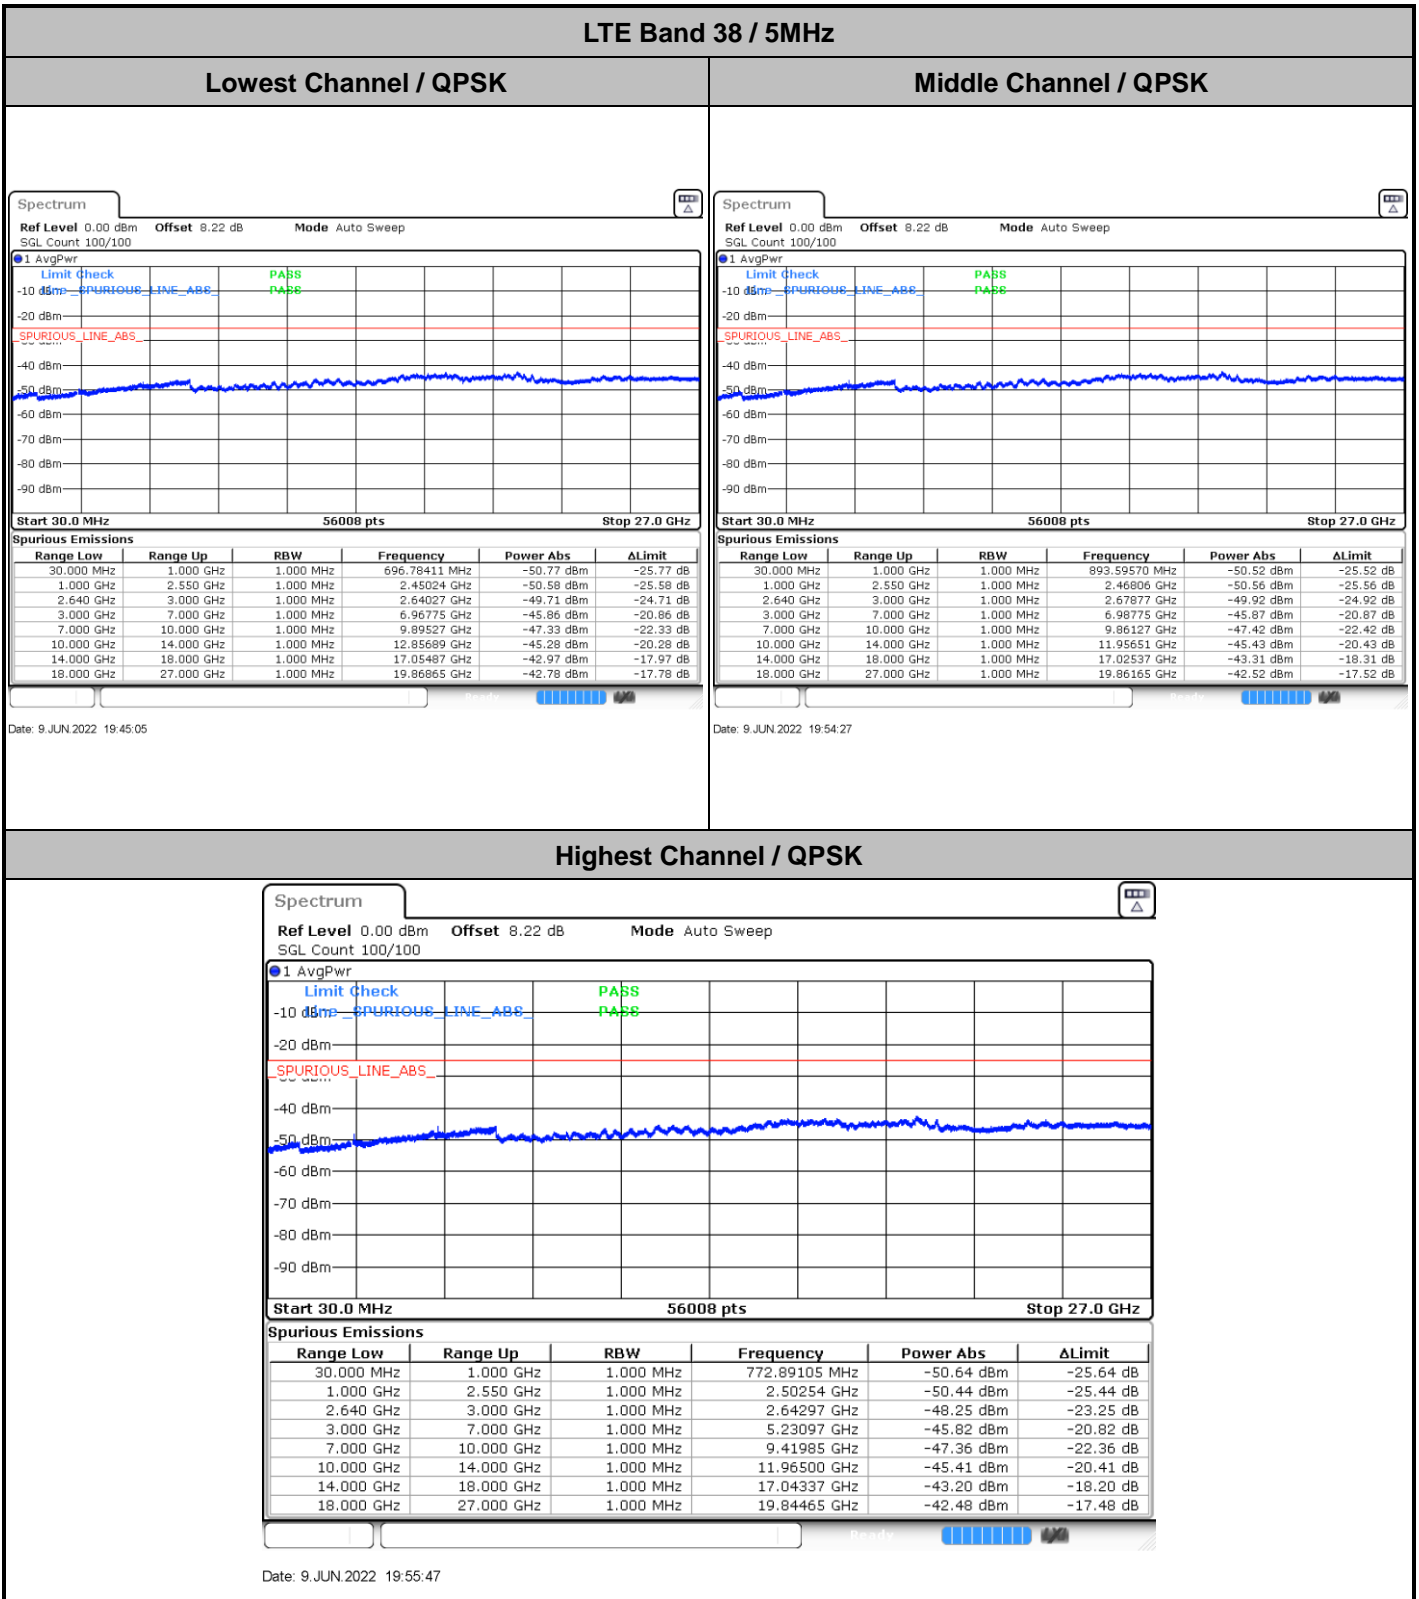 LTE Band 38 / 5MHz
Lowest Channel / QPSK
Middle Channel / QPSK
Spectrum
Ref Level 0.00 dBm Offset 8.22 dB Mode Auto Sweep
SGL Count 100/100
1 AvgPwr
Limit Check PASS
Line _SPURIOUS_LINE_ABS_ PASS
-10 dBm
-20 dBm
_SPURIOUS_LINE_ABS_
-40 dBm
-50 dBm
-60 dBm
-70 dBm
-80 dBm
-90 dBm
Start 30.0 MHz 56008 pts Stop 27.0 GHz
Spurious Emissions
Range Low Range Up RBW Frequency Power Abs ΔLimit
30.000 MHz 1.000 GHz 1.000 MHz 696.78411 MHz -50.77 dBm -25.77 dB
1.000 GHz 2.550 GHz 1.000 MHz 2.45024 GHz -50.58 dBm -25.58 dB
2.640 GHz 3.000 GHz 1.000 MHz 2.64027 GHz -49.71 dBm -24.71 dB
3.000 GHz 7.000 GHz 1.000 MHz 6.96775 GHz -45.86 dBm -20.86 dB
7.000 GHz 10.000 GHz 1.000 MHz 9.89527 GHz -47.33 dBm -22.33 dB
10.000 GHz 14.000 GHz 1.000 MHz 12.85689 GHz -45.28 dBm -20.28 dB
14.000 GHz 18.000 GHz 1.000 MHz 17.05487 GHz -42.97 dBm -17.97 dB
18.000 GHz 27.000 GHz 1.000 MHz 19.86865 GHz -42.78 dBm -17.78 dB
Ready
Date: 9.JUN.2022 19:45:05
Spectrum
Ref Level 0.00 dBm Offset 8.22 dB Mode Auto Sweep
SGL Count 100/100
1 AvgPwr
Limit Check PASS
Line _SPURIOUS_LINE_ABS_ PASS
-10 dBm
-20 dBm
_SPURIOUS_LINE_ABS_
-40 dBm
-50 dBm
-60 dBm
-70 dBm
-80 dBm
-90 dBm
Start 30.0 MHz 56008 pts Stop 27.0 GHz
Spurious Emissions
Range Low Range Up RBW Frequency Power Abs ΔLimit
30.000 MHz 1.000 GHz 1.000 MHz 893.59570 MHz -50.52 dBm -25.52 dB
1.000 GHz 2.550 GHz 1.000 MHz 2.46806 GHz -50.56 dBm -25.56 dB
2.640 GHz 3.000 GHz 1.000 MHz 2.67877 GHz -49.92 dBm -24.92 dB
3.000 GHz 7.000 GHz 1.000 MHz 6.98775 GHz -45.87 dBm -20.87 dB
7.000 GHz 10.000 GHz 1.000 MHz 9.86127 GHz -47.42 dBm -22.42 dB
10.000 GHz 14.000 GHz 1.000 MHz 11.95651 GHz -45.43 dBm -20.43 dB
14.000 GHz 18.000 GHz 1.000 MHz 17.02537 GHz -43.31 dBm -18.31 dB
18.000 GHz 27.000 GHz 1.000 MHz 19.86165 GHz -42.52 dBm -17.52 dB
Ready
Date: 9.JUN.2022 19:54:27
Highest Channel / QPSK
Spectrum
Ref Level 0.00 dBm Offset 8.22 dB Mode Auto Sweep
SGL Count 100/100
1 AvgPwr
Limit Check PASS
Line _SPURIOUS_LINE_ABS_ PASS
-10 dBm
-20 dBm
_SPURIOUS_LINE_ABS_
-40 dBm
-50 dBm
-60 dBm
-70 dBm
-80 dBm
-90 dBm
Start 30.0 MHz 56008 pts Stop 27.0 GHz
Spurious Emissions
Range Low Range Up RBW Frequency Power Abs ΔLimit
30.000 MHz 1.000 GHz 1.000 MHz 772.89105 MHz -50.64 dBm -25.64 dB
1.000 GHz 2.550 GHz 1.000 MHz 2.50254 GHz -50.44 dBm -25.44 dB
2.640 GHz 3.000 GHz 1.000 MHz 2.64297 GHz -48.25 dBm -23.25 dB
3.000 GHz 7.000 GHz 1.000 MHz 5.23097 GHz -45.82 dBm -20.82 dB
7.000 GHz 10.000 GHz 1.000 MHz 9.41985 GHz -47.36 dBm -22.36 dB
10.000 GHz 14.000 GHz 1.000 MHz 11.96500 GHz -45.41 dBm -20.41 dB
14.000 GHz 18.000 GHz 1.000 MHz 17.04337 GHz -43.20 dBm -18.20 dB
18.000 GHz 27.000 GHz 1.000 MHz 19.84465 GHz -42.48 dBm -17.48 dB
Ready
Date: 9.JUN.2022 19:55:47